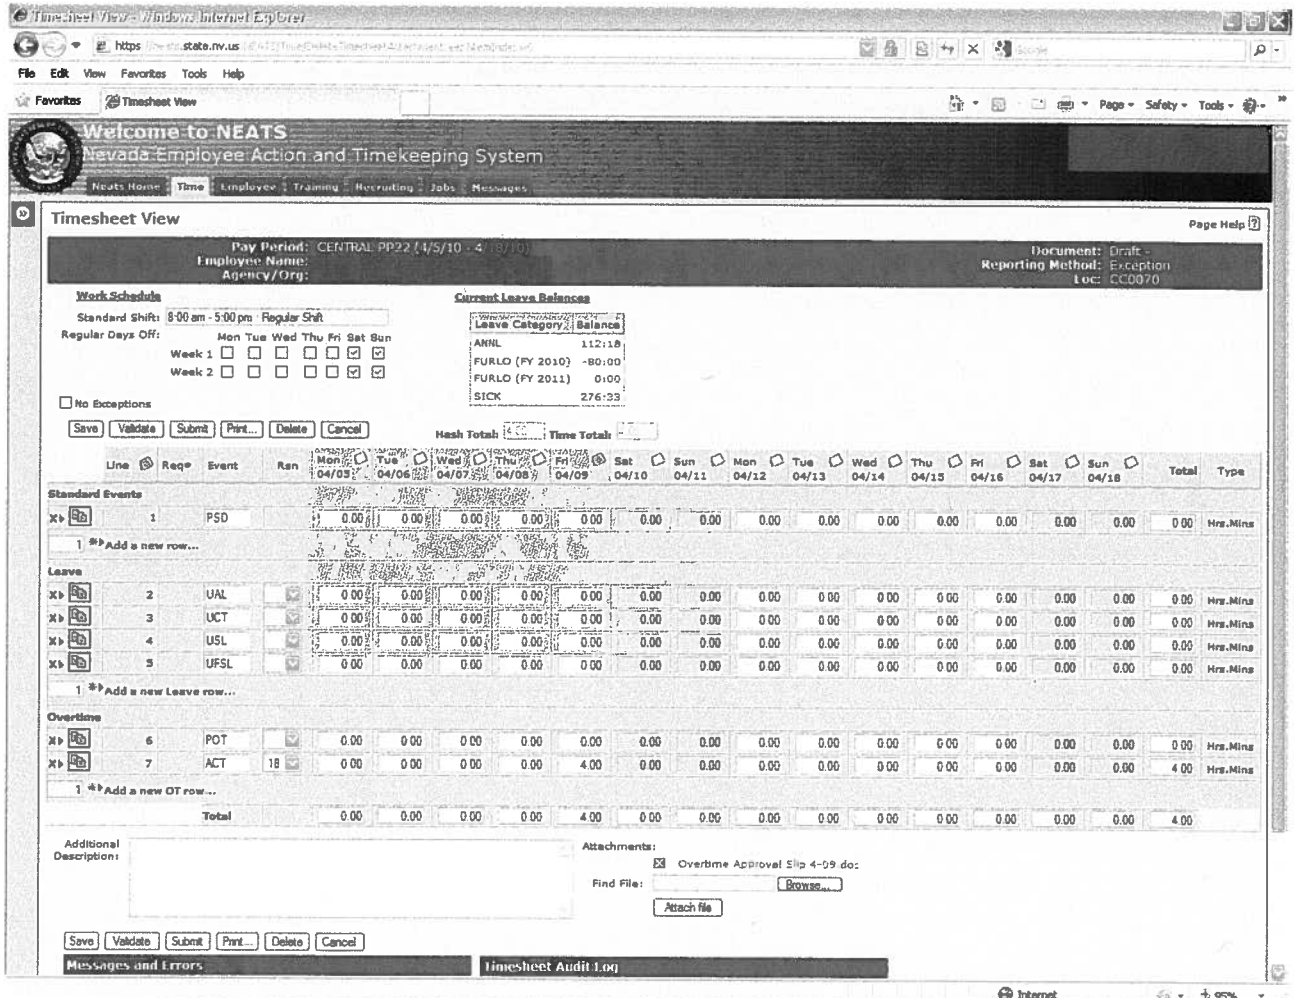 Timesheet View - Windows Internet Explorer
https state.nv.us
File Edit View Favorites Tools Help
Favorites Timesheet View Page Safety Tools
Welcome to NEATS
Nevada Employee Action and Timekeeping System
Neats Home Time Employee Training Recruiting Jobs Messages
Timesheet View
Page Help
Pay Period: CENTRAL PP22 (4/5/10 - 4/18/10) Document: Draft -
Employee Name: Reporting Method: Exception
Agency/Org: Loc: CC0070
Work Schedule Current Leave Balances
Standard Shift: 8:00 am - 5:00 pm Regular Shift
Leave Category Balance
Regular Days Off: Mon Tue Wed Thu Fri Sat Sun
ANNL 112:18
Week 1
FURLO (FY 2010) -80:00
Week 2
FURLO (FY 2011) 0:00
SICK 276:33
No Exceptions
Save Validate Submit Print... Delete Cancel Hash Total: Time Total:
Line Req# Event Rsn Mon 04/05 Tue 04/06 Wed 04/07 Thu 04/08 Fri 04/09 Sat 04/10 Sun 04/11 Mon 04/12 Tue 04/13 Wed 04/14 Thu 04/15 Fri 04/16 Sat 04/17 Sun 04/18 Total Type
Standard Events
1 PSD 0.00 0.00 0.00 0.00 0.00 0.00 0.00 0.00 0.00 0.00 0.00 0.00 0.00 0.00 0.00 Hrs.Mins
1 Add a new row...
Leave
2 UAL 0.00 0.00 0.00 0.00 0.00 0.00 0.00 0.00 0.00 0.00 0.00 0.00 0.00 0.00 0.00 Hrs.Mins
3 UCT 0.00 0.00 0.00 0.00 0.00 0.00 0.00 0.00 0.00 0.00 0.00 0.00 0.00 0.00 0.00 Hrs.Mins
4 USL 0.00 0.00 0.00 0.00 0.00 0.00 0.00 0.00 0.00 0.00 0.00 0.00 0.00 0.00 0.00 Hrs.Mins
5 UFSL 0.00 0.00 0.00 0.00 0.00 0.00 0.00 0.00 0.00 0.00 0.00 0.00 0.00 0.00 0.00 Hrs.Mins
1 Add a new Leave row...
Overtime
6 POT 0.00 0.00 0.00 0.00 0.00 0.00 0.00 0.00 0.00 0.00 0.00 0.00 0.00 0.00 0.00 Hrs.Mins
7 ACT 18 0.00 0.00 0.00 0.00 4.00 0.00 0.00 0.00 0.00 0.00 0.00 0.00 0.00 0.00 4.00 Hrs.Mins
1 Add a new OT row...
Total 0.00 0.00 0.00 0.00 4.00 0.00 0.00 0.00 0.00 0.00 0.00 0.00 0.00 0.00 4.00
Additional Description:
Attachments:
Overtime Approval Slip 4-09.doc
Find File: Browse...
Attach file
Save Validate Submit Print... Delete Cancel
Messages and Errors Timesheet Audit Log
Internet 95%